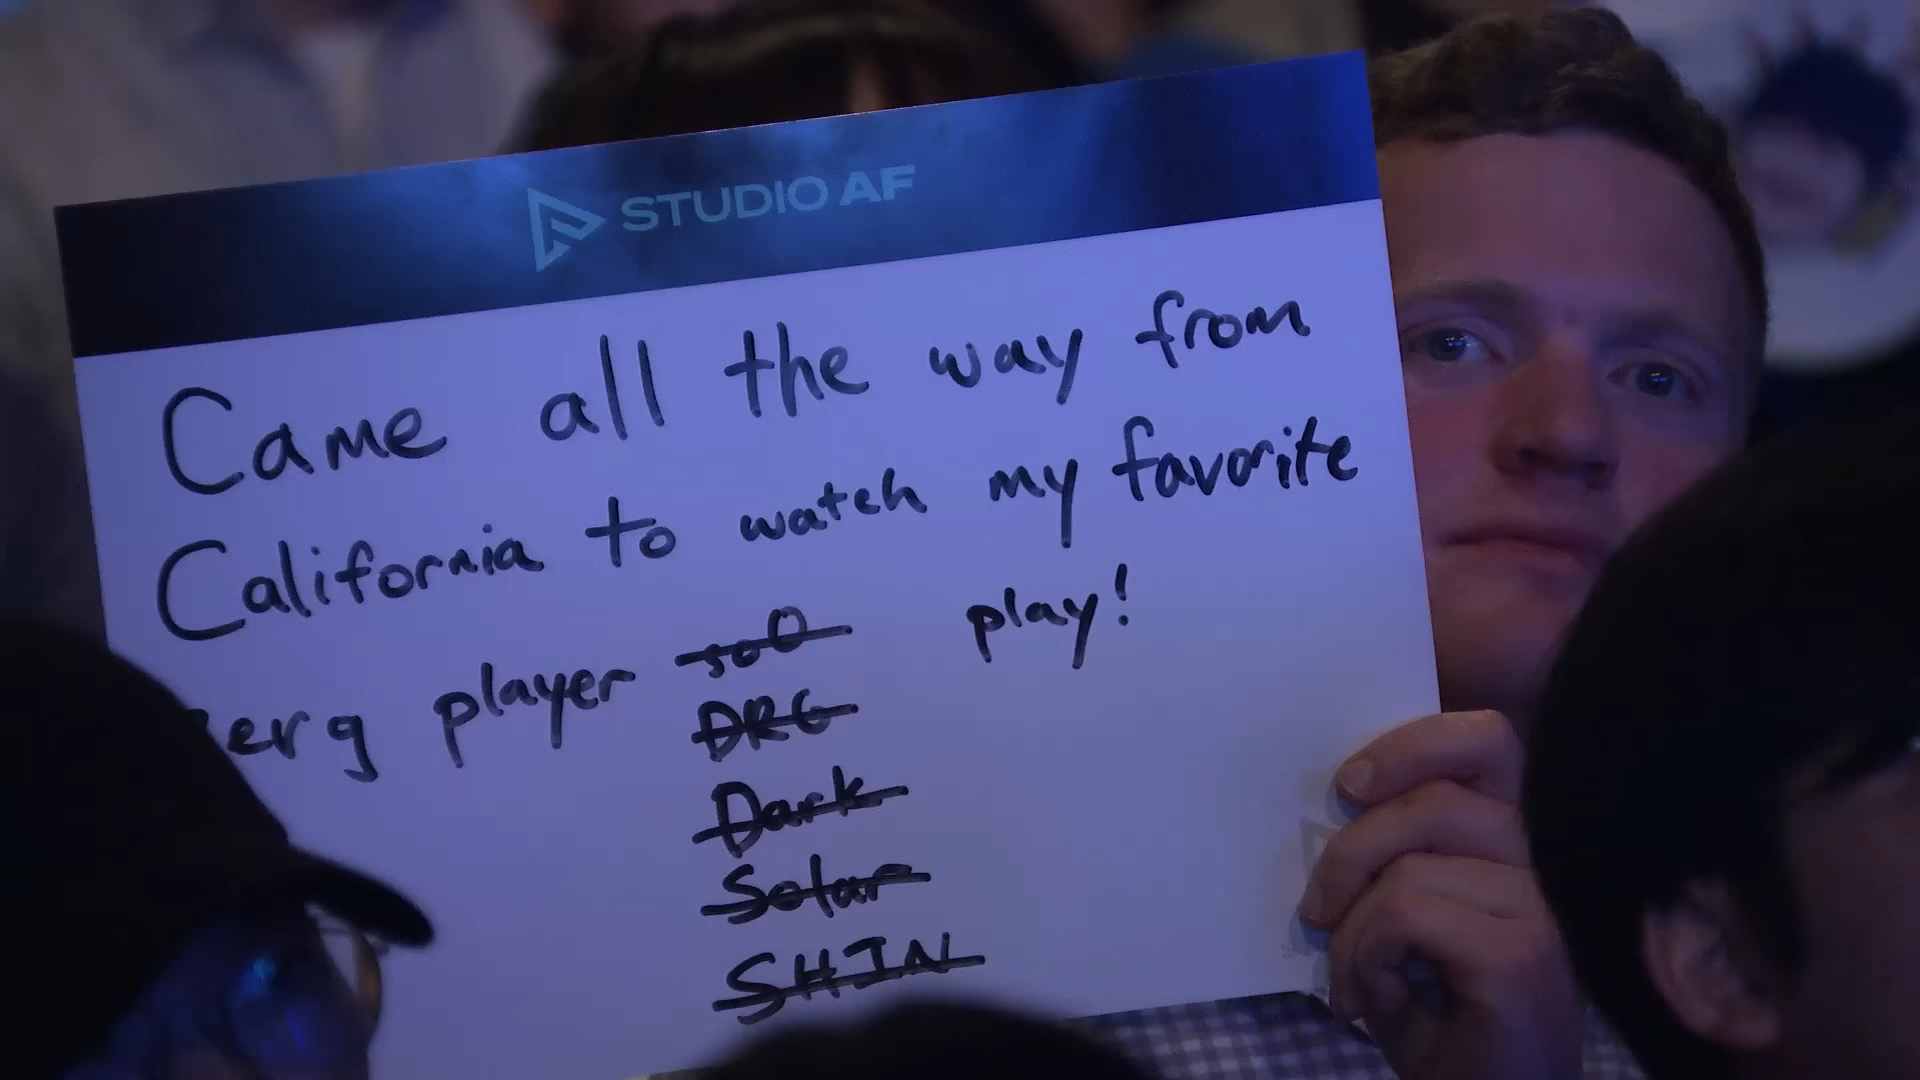 STUDIO AF
Came all the way from
California to watch my favorite
erg player soO play!
DRG
Dark
Solar
SHIN